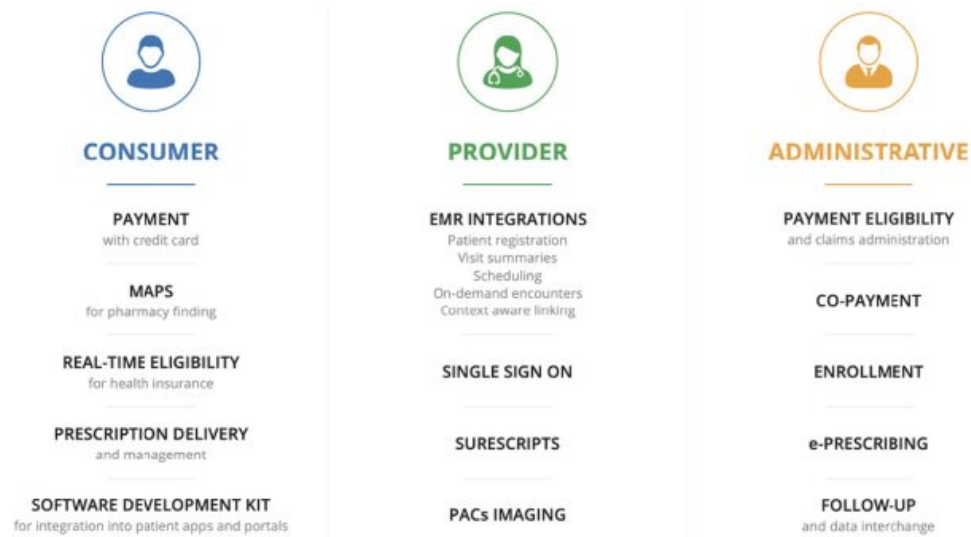 CONSUMER
PAYMENT
with credit card
MAPS
for pharmacy finding
REAL-TIME ELIGIBILITY
for health insurance
PRESCRIPTION DELIVERY
and management
SOFTWARE DEVELOPMENT KIT
for integration into patient apps and portals
PROVIDER
EMR INTEGRATIONS
Patient registration
Visit summaries
Scheduling
On-demand encounters
Context aware linking
SINGLE SIGN ON
SURESCRIPTS
PACs IMAGING
ADMINISTRATIVE
PAYMENT ELIGIBILITY
and claims administration
CO-PAYMENT
ENROLLMENT
e-PRESCRIBING
FOLLOW-UP
and data interchange